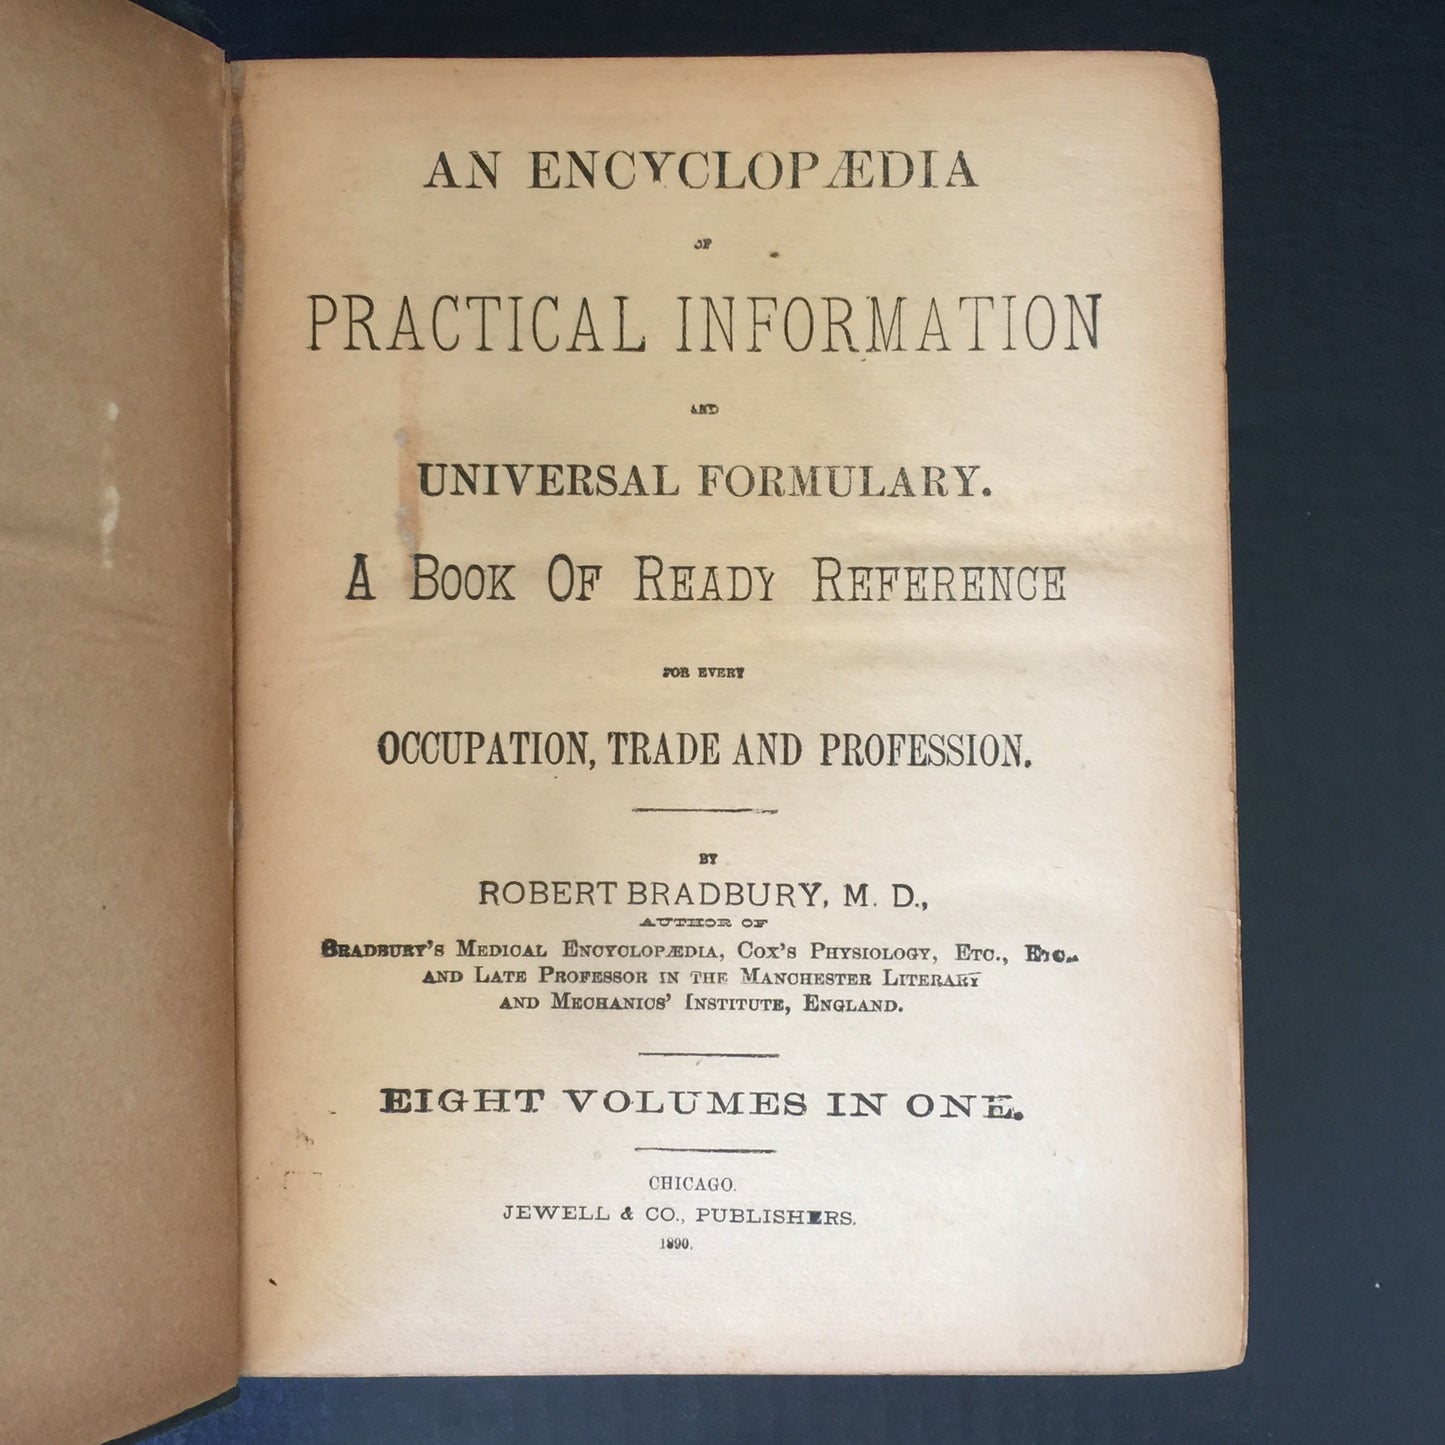 AN ENCYCLOPÆDIA
OF
PRACTICAL INFORMATION
AND
UNIVERSAL FORMULARY.
A BOOK OF READY REFERENCE
FOR EVERY
OCCUPATION, TRADE AND PROFESSION.
BY
ROBERT BRADBURY, M. D.,
AUTHOR OF
BRADBURY'S MEDICAL ENCYCLOPÆDIA, COX'S PHYSIOLOGY, ETC., ETC.,
AND LATE PROFESSOR IN THE MANCHESTER LITERARY
AND MECHANICS' INSTITUTE, ENGLAND.
EIGHT VOLUMES IN ONE.
CHICAGO.
JEWELL & CO., PUBLISHERS.
1890.